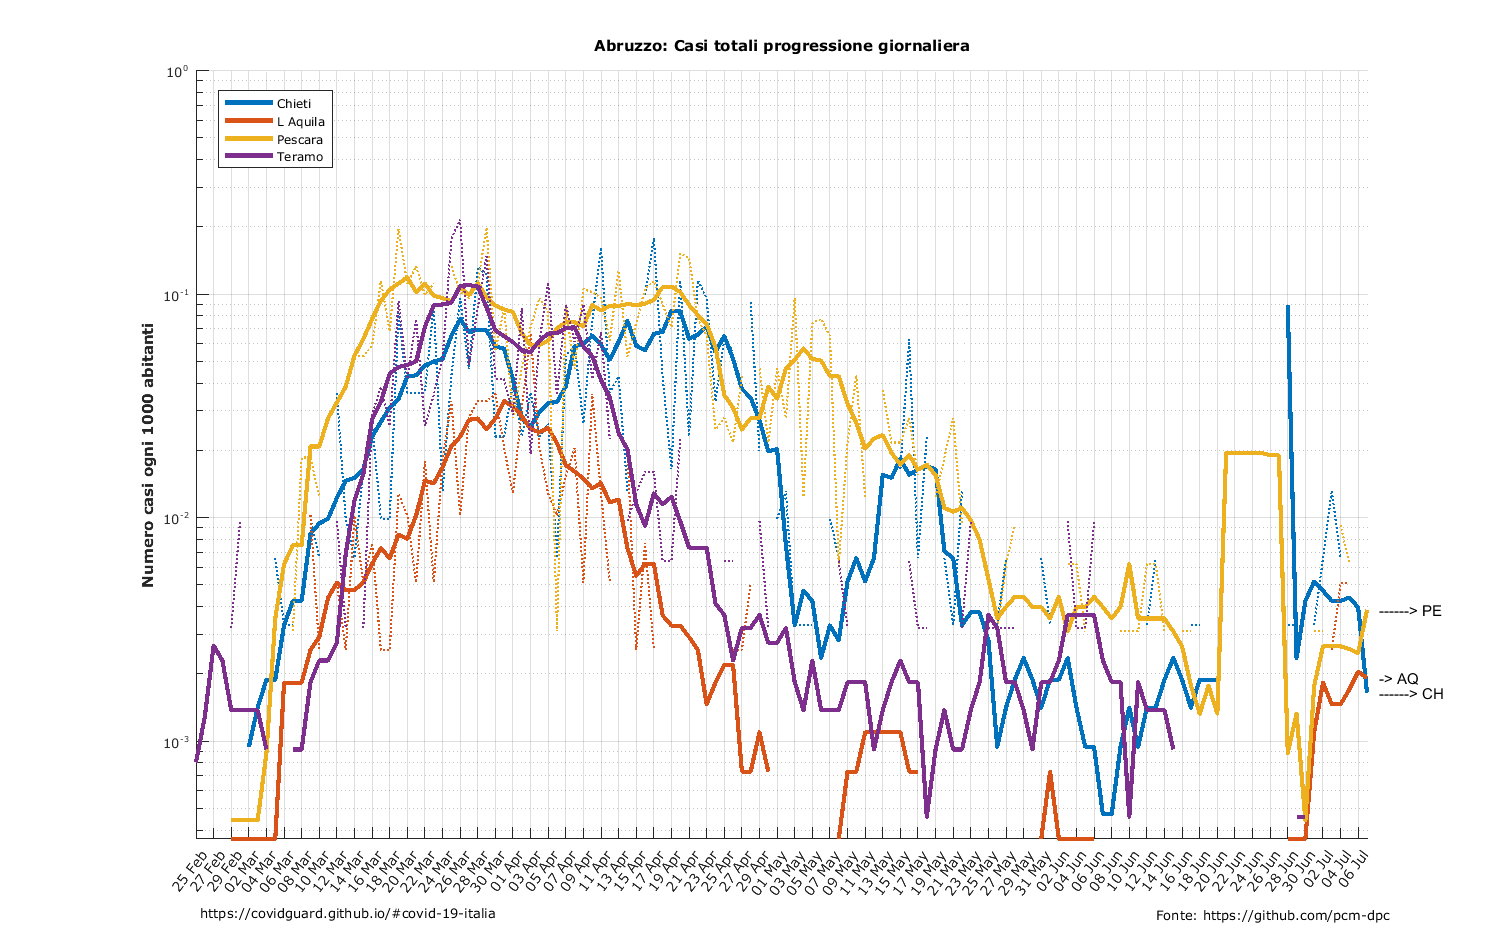 Abruzzo: Casi totali progressione giornaliera
Numero casi ogni 1000 abitanti
10⁰
10⁻¹
10⁻²
10⁻³
Chieti
L Aquila
Pescara
Teramo
------> PE
-> AQ
------> CH
25 Feb
27 Feb
29 Feb
02 Mar
04 Mar
06 Mar
08 Mar
10 Mar
12 Mar
14 Mar
16 Mar
18 Mar
20 Mar
22 Mar
24 Mar
26 Mar
28 Mar
30 Mar
01 Apr
03 Apr
05 Apr
07 Apr
09 Apr
11 Apr
13 Apr
15 Apr
17 Apr
19 Apr
21 Apr
23 Apr
25 Apr
27 Apr
29 Apr
01 May
03 May
05 May
07 May
09 May
11 May
13 May
15 May
17 May
19 May
21 May
23 May
25 May
27 May
29 May
31 May
02 Jun
04 Jun
06 Jun
08 Jun
10 Jun
12 Jun
14 Jun
16 Jun
18 Jun
20 Jun
22 Jun
24 Jun
26 Jun
28 Jun
30 Jun
02 Jul
04 Jul
06 Jul
https://covidguard.github.io/#covid-19-italia
Fonte: https://github.com/pcm-dpc